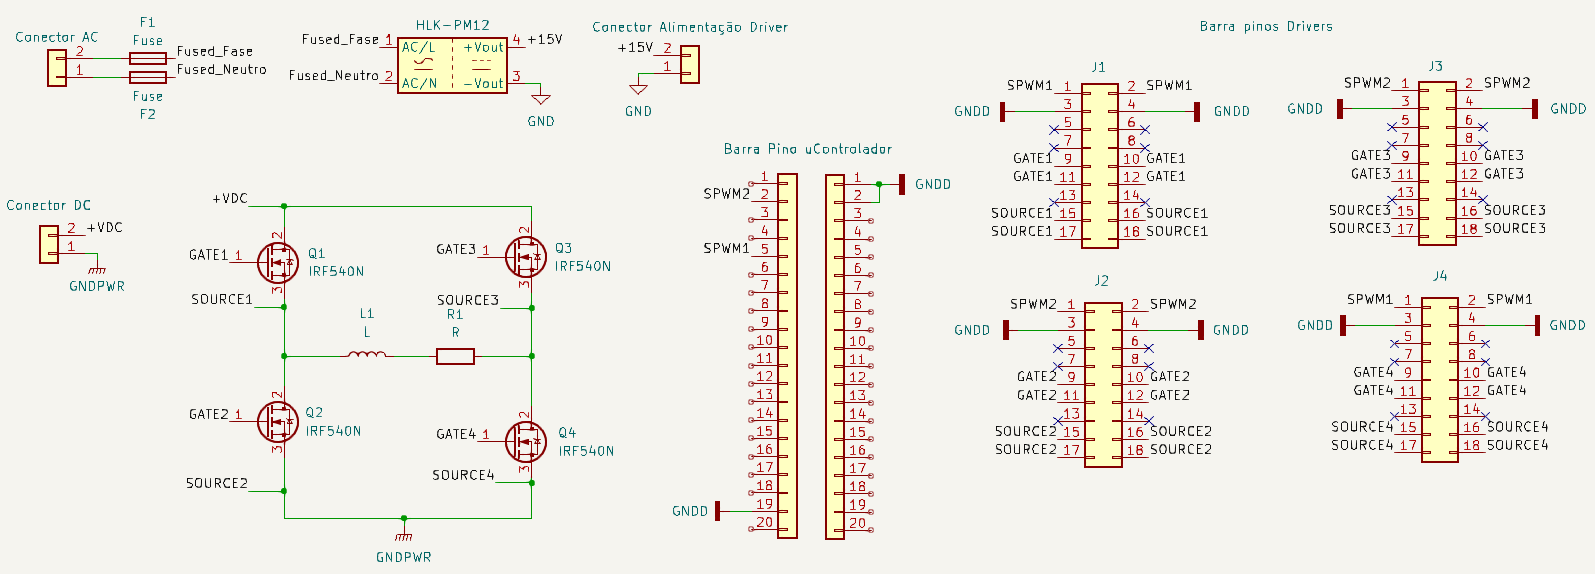 Conector AC
2
1
F1
Fuse
Fused_Fase
Fused_Neutro
Fuse
F2
HLK-PM12
Fused_Fase 1 AC/L +Vout 4 +15V
Fused_Neutro 2 AC/N -Vout 3
GND
Conector Alimentação Driver
+15V 2
1
GND
Conector DC
2 +VDC
1
GNDPWR
+VDC
GATE1 1 2 3 Q1
IRF540N
SOURCE1
GATE3 1 2 3 Q3
IRF540N
SOURCE3
L1
L
R1
R
GATE2 1 2 3 Q2
IRF540N
SOURCE2
GATE4 1 2 3 Q4
IRF540N
SOURCE4
GNDPWR
Barra Pino uControlador
1 1 GNDD
SPWM2 2 2
3 3
4 4
SPWM1 5 5
6 6
7 7
8 8
9 9
10 10
11 11
12 12
13 13
14 14
15 15
16 16
17 17
18 18
GNDD 19 19
20 20
Barra pinos Drivers
J1
SPWM1 1 2 SPWM1
GNDD 3 4 GNDD
5 6
7 8
GATE1 9 10 GATE1
GATE1 11 12 GATE1
13 14
SOURCE1 15 16 SOURCE1
SOURCE1 17 18 SOURCE1
J3
SPWM2 1 2 SPWM2
GNDD 3 4 GNDD
5 6
7 8
GATE3 9 10 GATE3
GATE3 11 12 GATE3
13 14
SOURCE3 15 16 SOURCE3
SOURCE3 17 18 SOURCE3
J2
SPWM2 1 2 SPWM2
GNDD 3 4 GNDD
5 6
7 8
GATE2 9 10 GATE2
GATE2 11 12 GATE2
13 14
SOURCE2 15 16 SOURCE2
SOURCE2 17 18 SOURCE2
J4
SPWM1 1 2 SPWM1
GNDD 3 4 GNDD
5 6
7 8
GATE4 9 10 GATE4
GATE4 11 12 GATE4
13 14
SOURCE4 15 16 SOURCE4
SOURCE4 17 18 SOURCE4